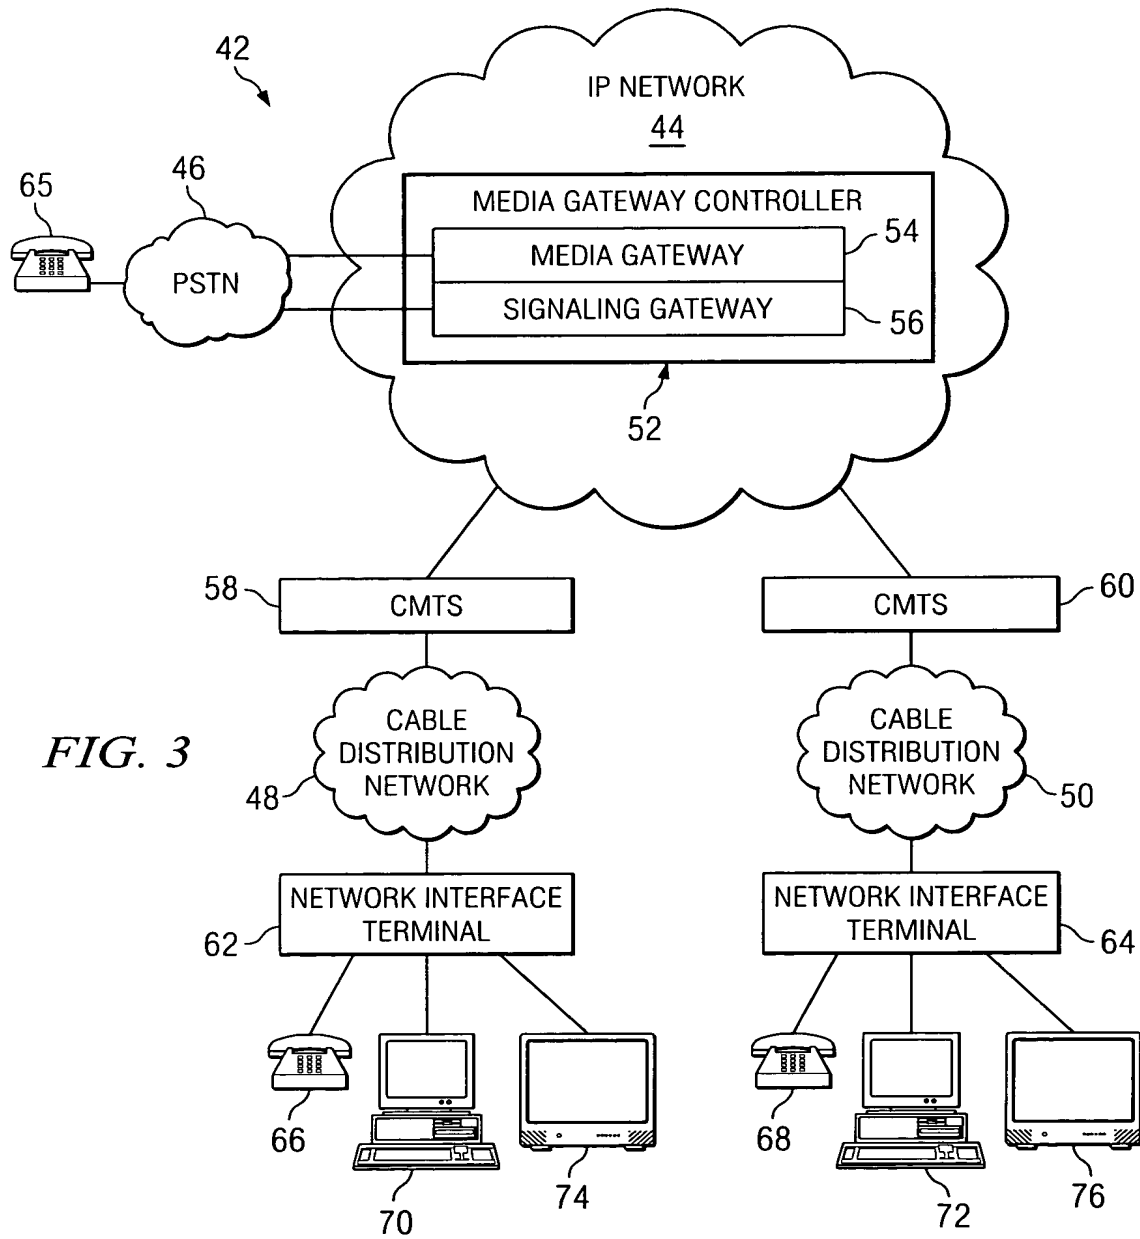 42
IP NETWORK
44
65
46
MEDIA GATEWAY CONTROLLER
54
MEDIA GATEWAY
PSTN
SIGNALING GATEWAY
56
52
58
CMTS
60
CMTS
CABLE
DISTRIBUTION
NETWORK
48
CABLE
DISTRIBUTION
NETWORK
50
FIG. 3
NETWORK INTERFACE
TERMINAL
62
NETWORK INTERFACE
TERMINAL
64
66
70
74
68
72
76